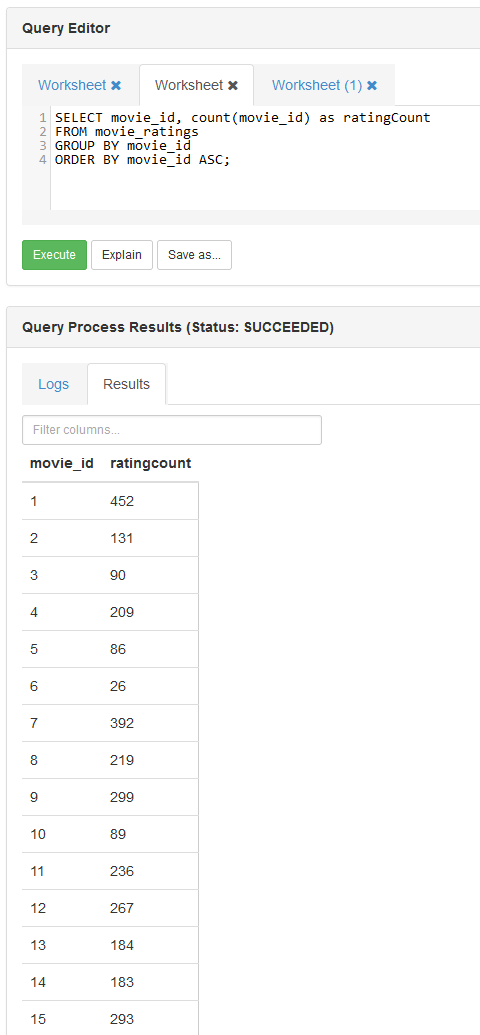 Query Editor
Worksheet ✖ Worksheet ✖ Worksheet (1) ✖
1 SELECT movie_id, count(movie_id) as ratingCount
2 FROM movie_ratings
3 GROUP BY movie_id
4 ORDER BY movie_id ASC;
Execute Explain Save as...
Query Process Results (Status: SUCCEEDED)
Logs Results
Filter columns...
movie_id ratingcount
1 452
2 131
3 90
4 209
5 86
6 26
7 392
8 219
9 299
10 89
11 236
12 267
13 184
14 183
15 293